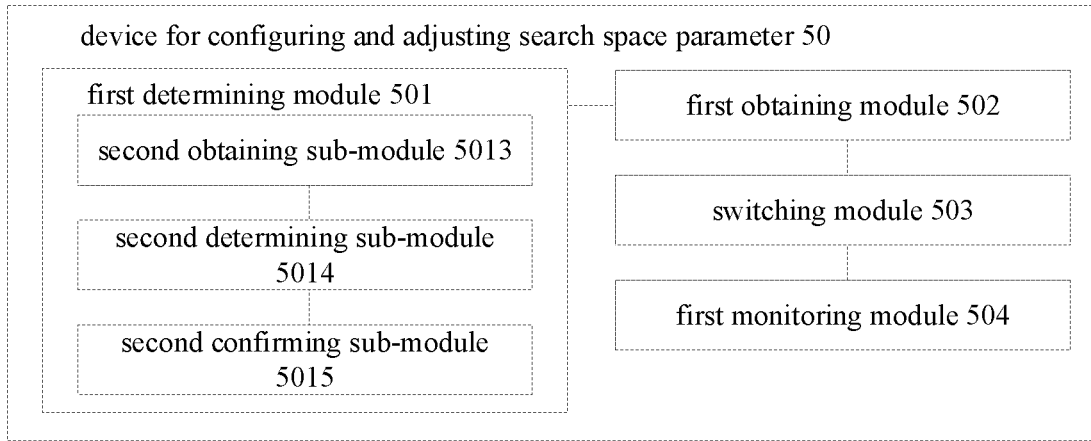 device for configuring and adjusting search space parameter 50
first determining module 501
second obtaining sub-module 5013
second determining sub-module
5014
second confirming sub-module
5015
first obtaining module 502
switching module 503
first monitoring module 504